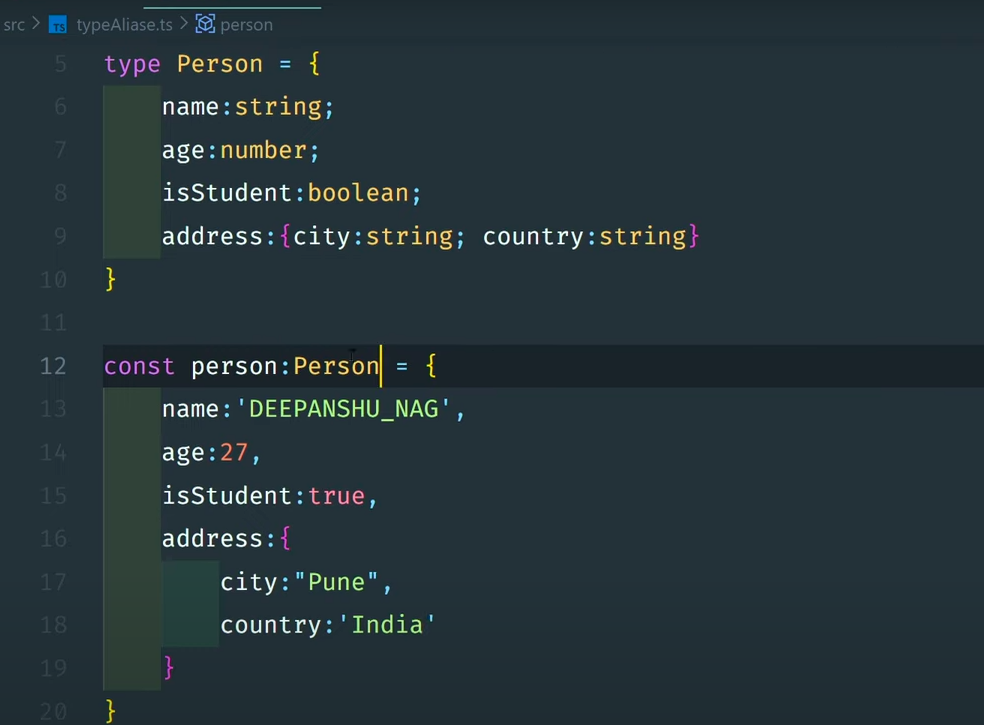 src > TS typeAliase.ts > person
5 type Person = {
6 name:string;
7 age:number;
8 isStudent:boolean;
9 address:{city:string; country:string}
10 }
11
12 const person:Person = {
13 name:'DEEPANSHU_NAG',
14 age:27,
15 isStudent:true,
16 address:{
17 city:"Pune",
18 country:'India'
19 }
20 }